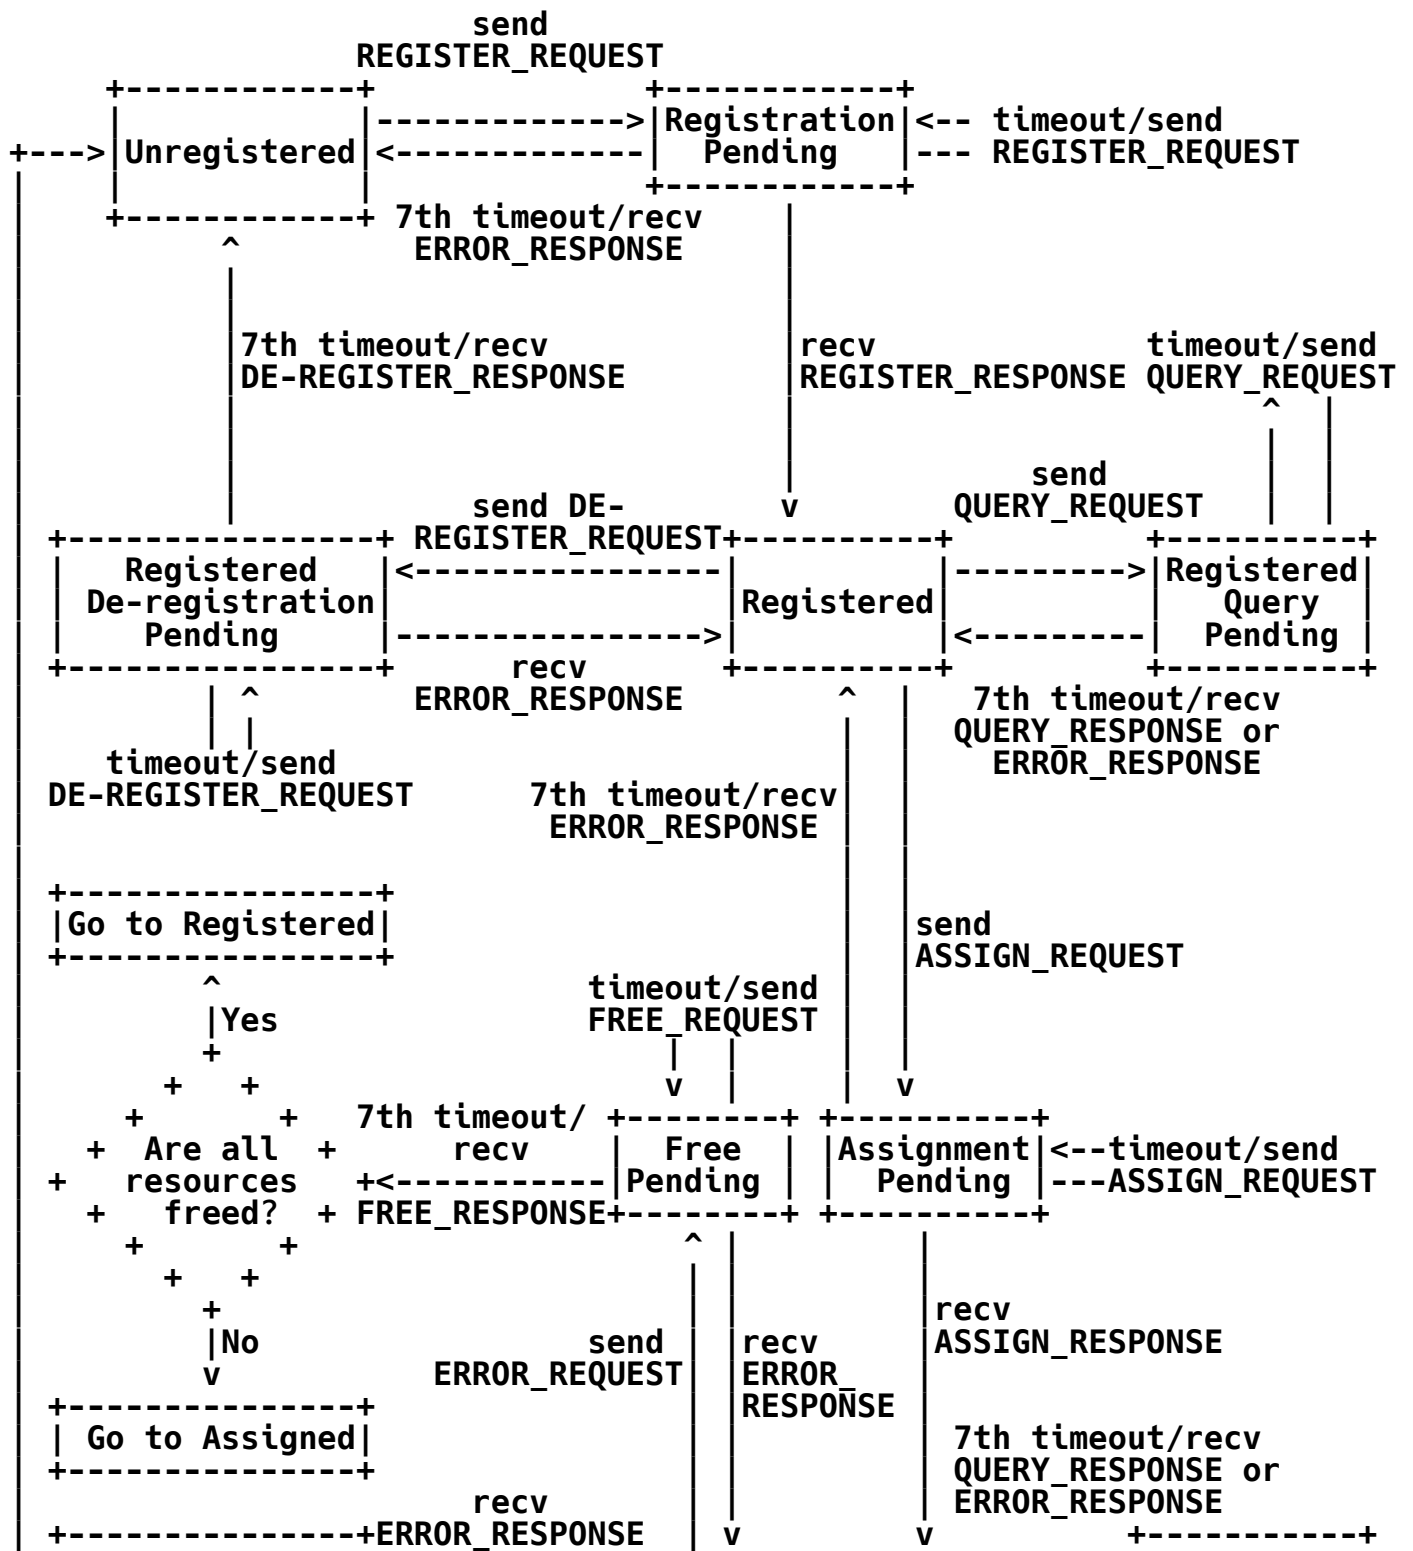 send
REGISTER_REQUEST
+------------+ +------------+
| |------------->|Registration|<-- timeout/send
+--->|Unregistered|<-------------| Pending |--- REGISTER_REQUEST
| | | +------------+
| +------------+ 7th timeout/recv |
| ^ ERROR_RESPONSE |
| | |
| | |
| |7th timeout/recv |recv timeout/send
| |DE-REGISTER_RESPONSE |REGISTER_RESPONSE QUERY_REQUEST
| | | ^ |
| | | | |
| | | send | |
| | send DE- v QUERY_REQUEST | |
| +----------------+ REGISTER_REQUEST+----------+ +----------+
| | Registered |<----------------| |--------->|Registered|
| | De-registration| |Registered| | Query |
| | Pending |---------------->| |<---------| Pending |
| +----------------+ recv +----------+ +----------+
| | ^ ERROR_RESPONSE ^ | 7th timeout/recv
| | | | | QUERY_RESPONSE or
| timeout/send | | ERROR_RESPONSE
| DE-REGISTER_REQUEST 7th timeout/recv| |
| ERROR_RESPONSE | |
| | |
| +----------------+ | |
| |Go to Registered| | |send
| +----------------+ | |ASSIGN_REQUEST
| ^ timeout/send | |
| |Yes FREE_REQUEST | |
| + | | | |
| + + v | | v
| + + 7th timeout/ +--------+ +----------+
| + Are all + recv | Free | |Assignment|<--timeout/send
| + resources +<-----------|Pending | | Pending |---ASSIGN_REQUEST
| + freed? + FREE_RESPONSE+--------+ +----------+
| + + ^ | |
| + + | | |
| + | | |recv
| |No send | |recv |ASSIGN_RESPONSE
| v ERROR_REQUEST| |ERROR_ |
| +---------------+ | |RESPONSE |
| | Go to Assigned| | | | 7th timeout/recv
| +---------------+ | | | QUERY_RESPONSE or
| recv | | | ERROR_RESPONSE
| +---------------+ERROR_RESPONSE | v v +-----------+